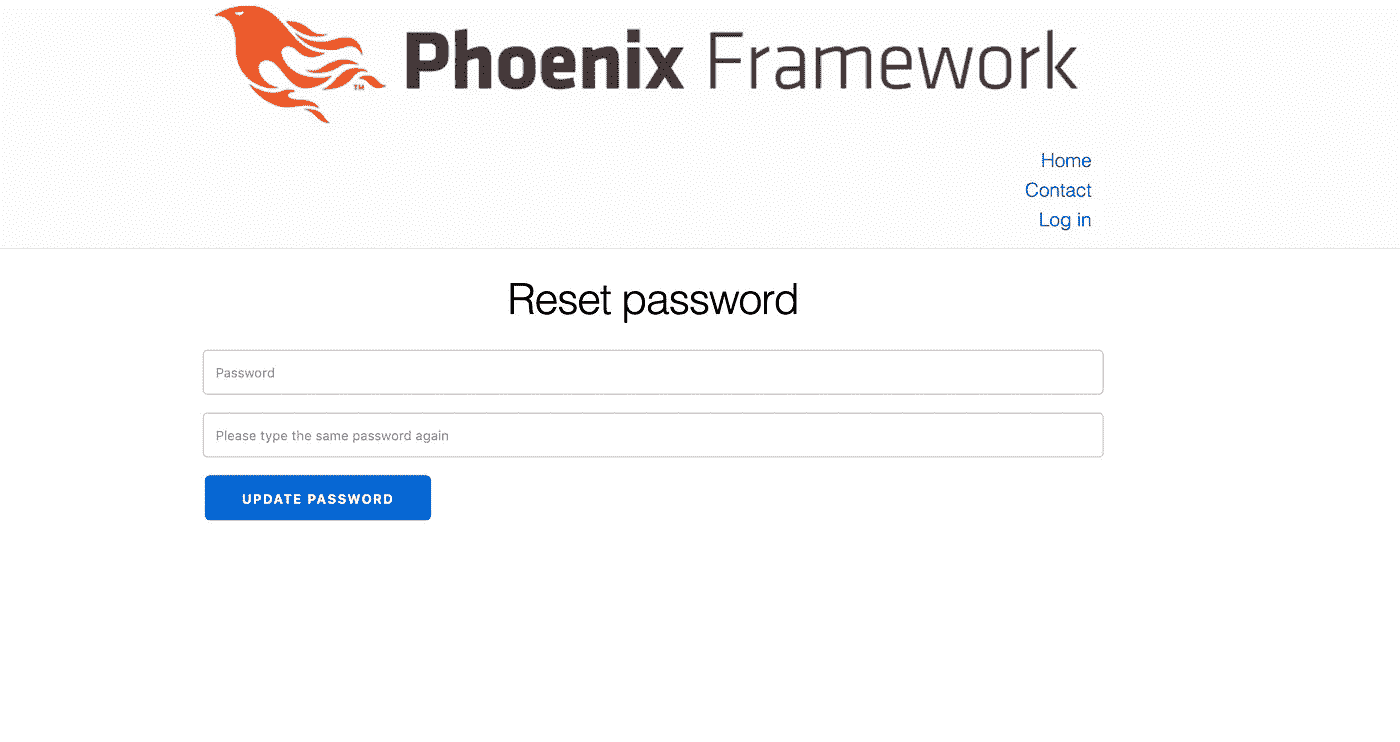 Phoenix Framework
TM
Home
Contact
Log in
Reset password
Password
Please type the same password again
UPDATE PASSWORD